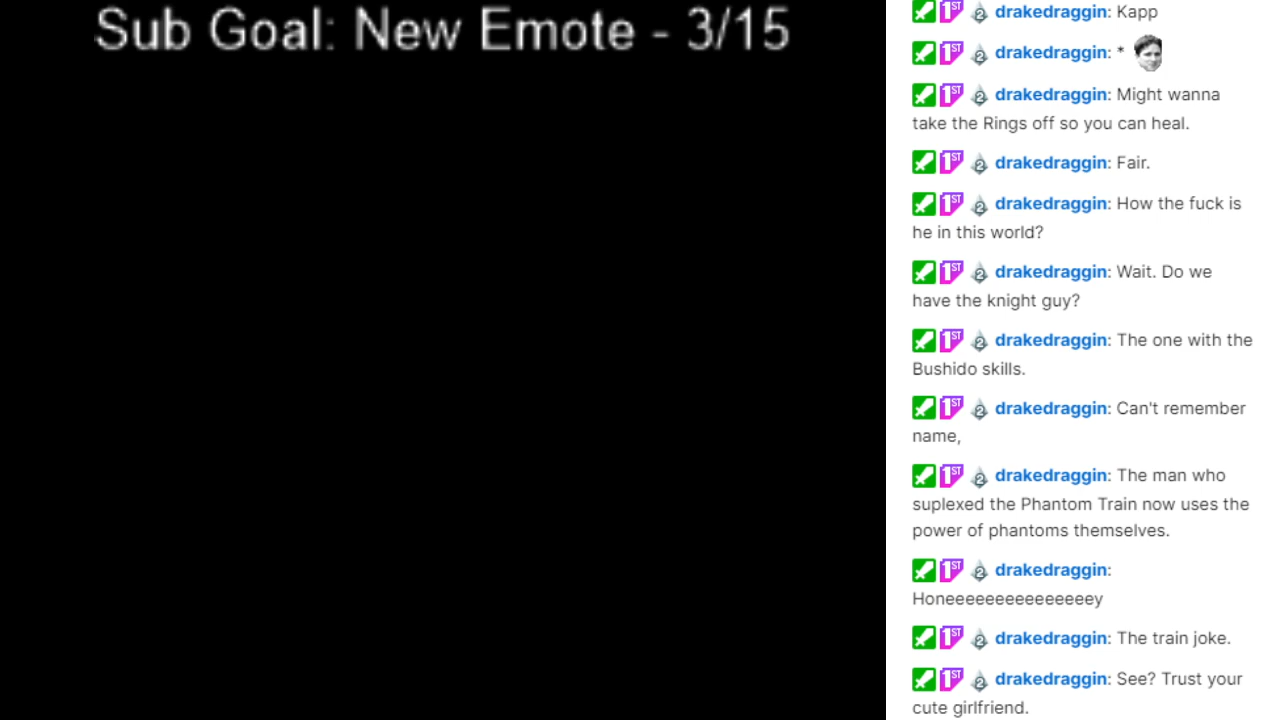 Sub Goal: New Emote - 3/15
drakedraggin: Kapp
drakedraggin: *
drakedraggin: Might wanna
take the Rings off so you can heal.
drakedraggin: Fair.
drakedraggin: How the fuck is
he in this world?
drakedraggin: Wait. Do we
have the knight guy?
drakedraggin: The one with the
Bushido skills.
drakedraggin: Can't remember
name,
drakedraggin: The man who
suplexed the Phantom Train now uses the
power of phantoms themselves.
drakedraggin:
Honeeeeeeeeeeeeeeey
drakedraggin: The train joke.
drakedraggin: See? Trust your
cute girlfriend.